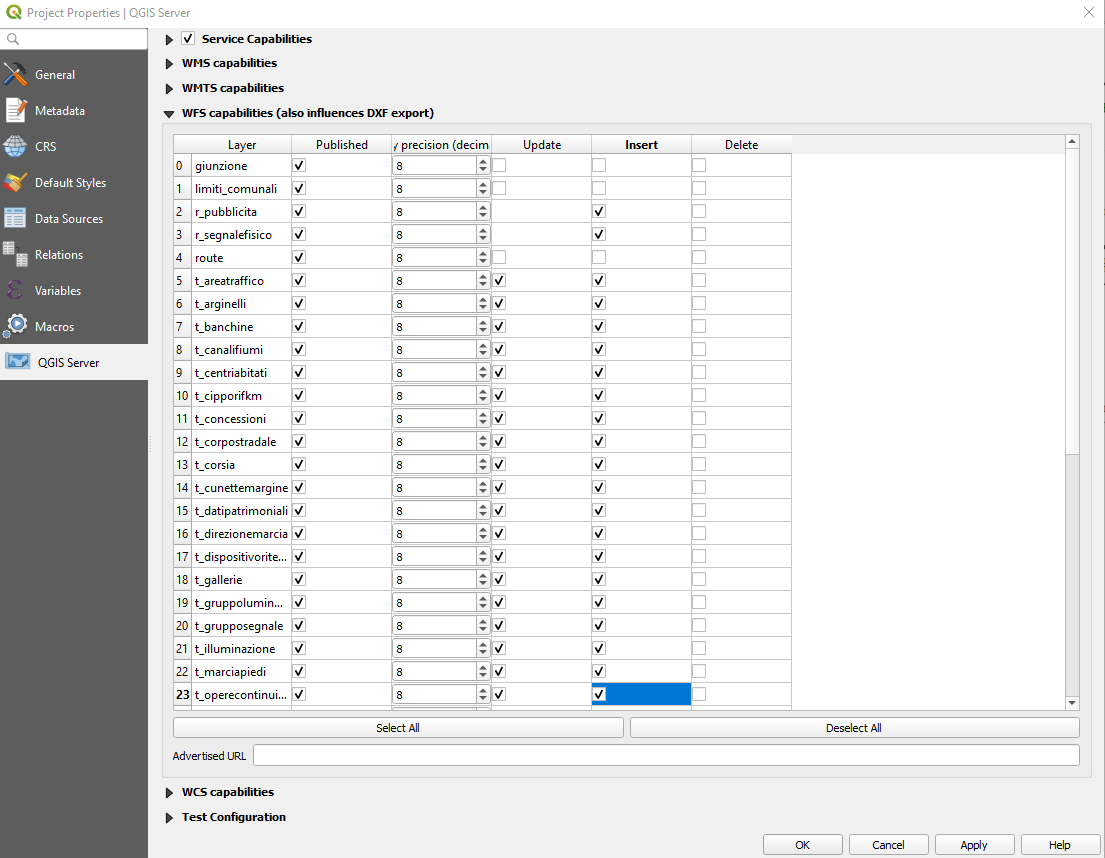 Project Properties | QGIS Server
General
Metadata
CRS
Default Styles
Data Sources
Relations
Variables
Macros
QGIS Server
Service Capabilities
WMS capabilities
WMTS capabilities
WFS capabilities (also influences DXF export)
Layer Published y precision (decim Update Insert Delete
0 giunzione 8
1 limiti_comunali 8
2 r_pubblicita 8
3 r_segnalefisico 8
4 route 8
5 t_areatraffico 8
6 t_arginelli 8
7 t_banchine 8
8 t_canalifiumi 8
9 t_centriabitati 8
10 t_cipporifkm 8
11 t_concessioni 8
12 t_corpostradale 8
13 t_corsia 8
14 t_cunettemargine 8
15 t_datipatrimoniali 8
16 t_direzionemarcia 8
17 t_dispositivorite... 8
18 t_gallerie 8
19 t_gruppolumin... 8
20 t_grupposegnale 8
21 t_illuminazione 8
22 t_marciapiedi 8
23 t_operecontinui... 8
Select All Deselect All
Advertised URL
WCS capabilities
Test Configuration
OK Cancel Apply Help